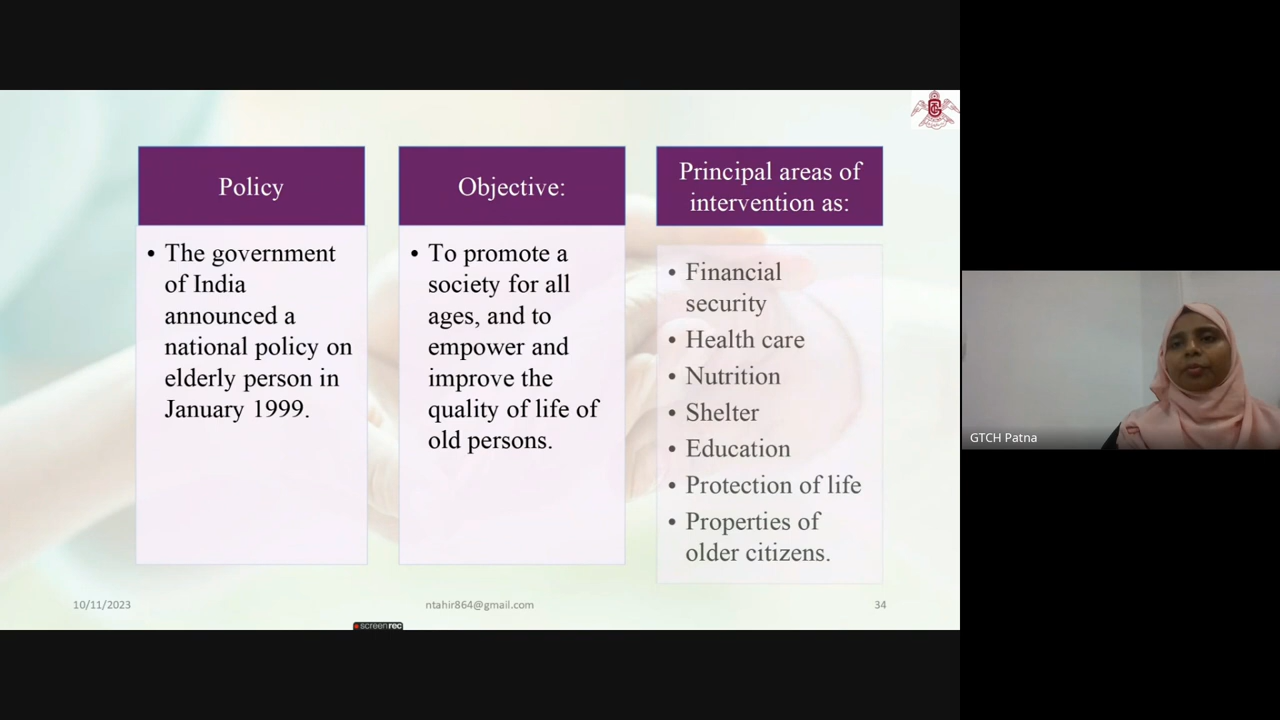 Policy
• The government
of India
announced a
national policy on
elderly person in
January 1999.
Objective:
• To promote a
society for all
ages, and to
empower and
improve the
quality of life of
old persons.
Principal areas of
intervention as:
• Financial
security
• Health care
• Nutrition
• Shelter
• Education
• Protection of life
• Properties of
older citizens.
10/11/2023
ntahir864@gmail.com
34
screenrec
GTCH Patna